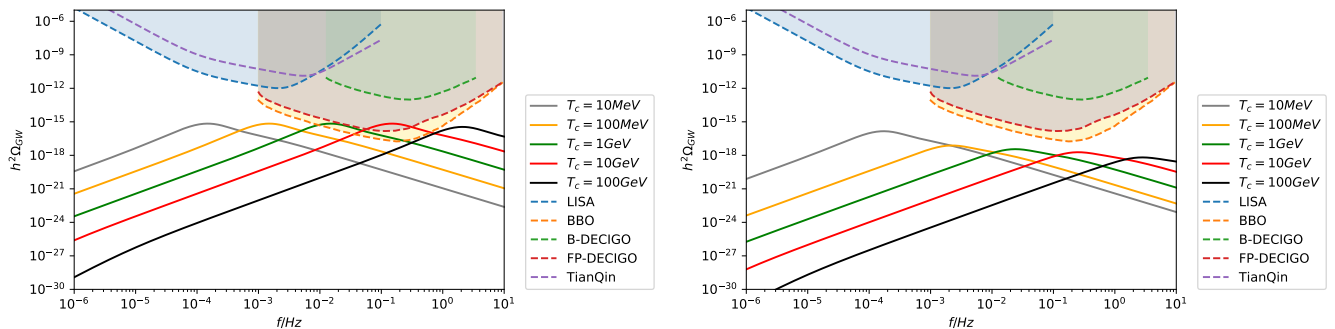 10^{-6}
10^{-9}
10^{-12}
10^{-15}
10^{-18}
10^{-21}
10^{-24}
10^{-27}
10^{-30}
h^2Ω_{GW}
10^{-6} 10^{-5} 10^{-4} 10^{-3} 10^{-2} 10^{-1} 10^0 10^1
f/Hz
T_c = 10MeV
T_c = 100MeV
T_c = 1GeV
T_c = 10GeV
T_c = 100GeV
LISA
BBO
B-DECIGO
FP-DECIGO
TianQin
10^{-6}
10^{-9}
10^{-12}
10^{-15}
10^{-18}
10^{-21}
10^{-24}
10^{-27}
10^{-30}
h^2Ω_{GW}
10^{-6} 10^{-5} 10^{-4} 10^{-3} 10^{-2} 10^{-1} 10^0 10^1
f/Hz
T_c = 10MeV
T_c = 100MeV
T_c = 1GeV
T_c = 10GeV
T_c = 100GeV
LISA
BBO
B-DECIGO
FP-DECIGO
TianQin